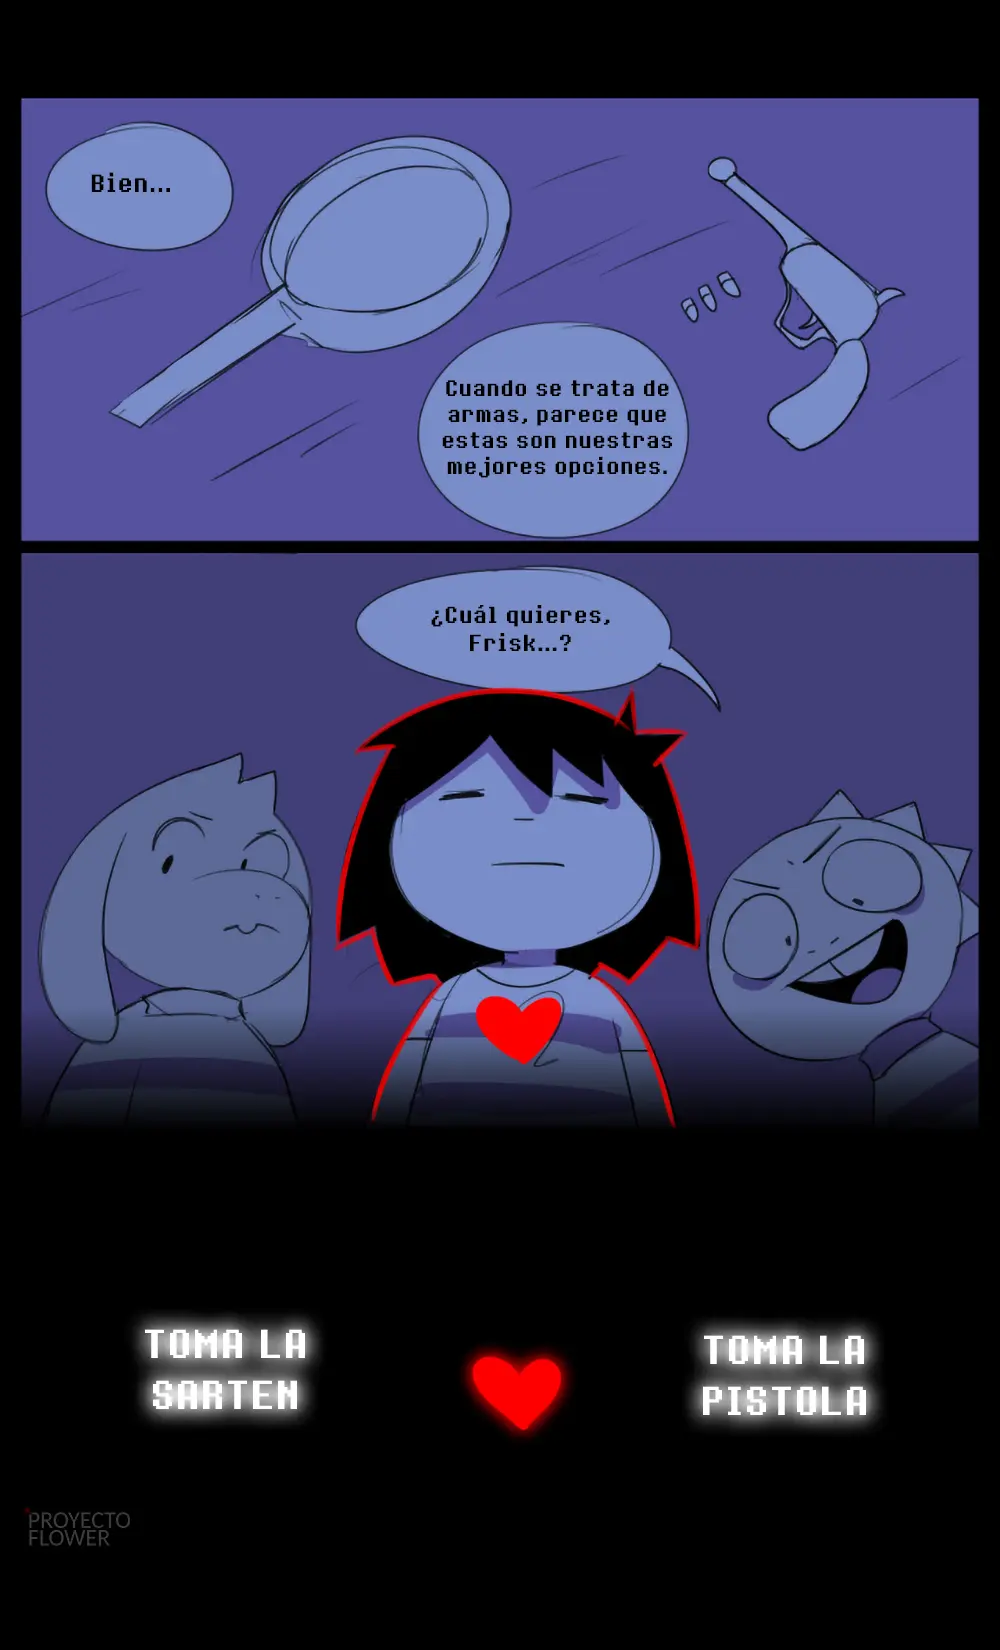 Bien...
Cuando se trata de
armas, parece que
estas son nuestras
mejores opciones.
¿Cuál quieres,
Frisk...?
TOMA LA
SARTEN
TOMA LA
PISTOLA
PROYECTO
FLOWER